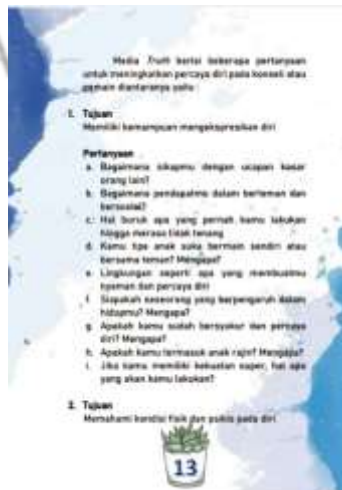 Media Truth berisi beberapa pertanyaan
untuk meningkatkan percaya diri pada konseli atau
pemain diantaranya yaitu :
1. Tujuan
Memiliki kemampuan mengekspresikan diri
Pertanyaan
a. Bagaimana sikapmu dengan ucapan kasar
orang lain?
b. Bagaimana pendapatmu dalam berteman dan
bersosial?
c. Hal buruk apa yang pernah kamu lakukan
hingga merasa tidak tenang
d. Kamu tipe anak suka bermain sendiri atau
bersama teman? Mengapa?
e. Lingkungan seperti apa yang membuatmu
nyaman dan percaya diri
f. Siapakah seseorang yang berpengaruh dalam
hidupmu? Mengapa?
g. Apakah kamu sudah bersyukur dan percaya
diri? Mengapa?
h. Apakah kamu termasuk anak rajin? Mengapa?
i. Jika kamu memiliki kekuatan super, hal apa
yang akan kamu lakukan?
2. Tujuan
Memahami kondisi fisik dan psikis pada diri
13